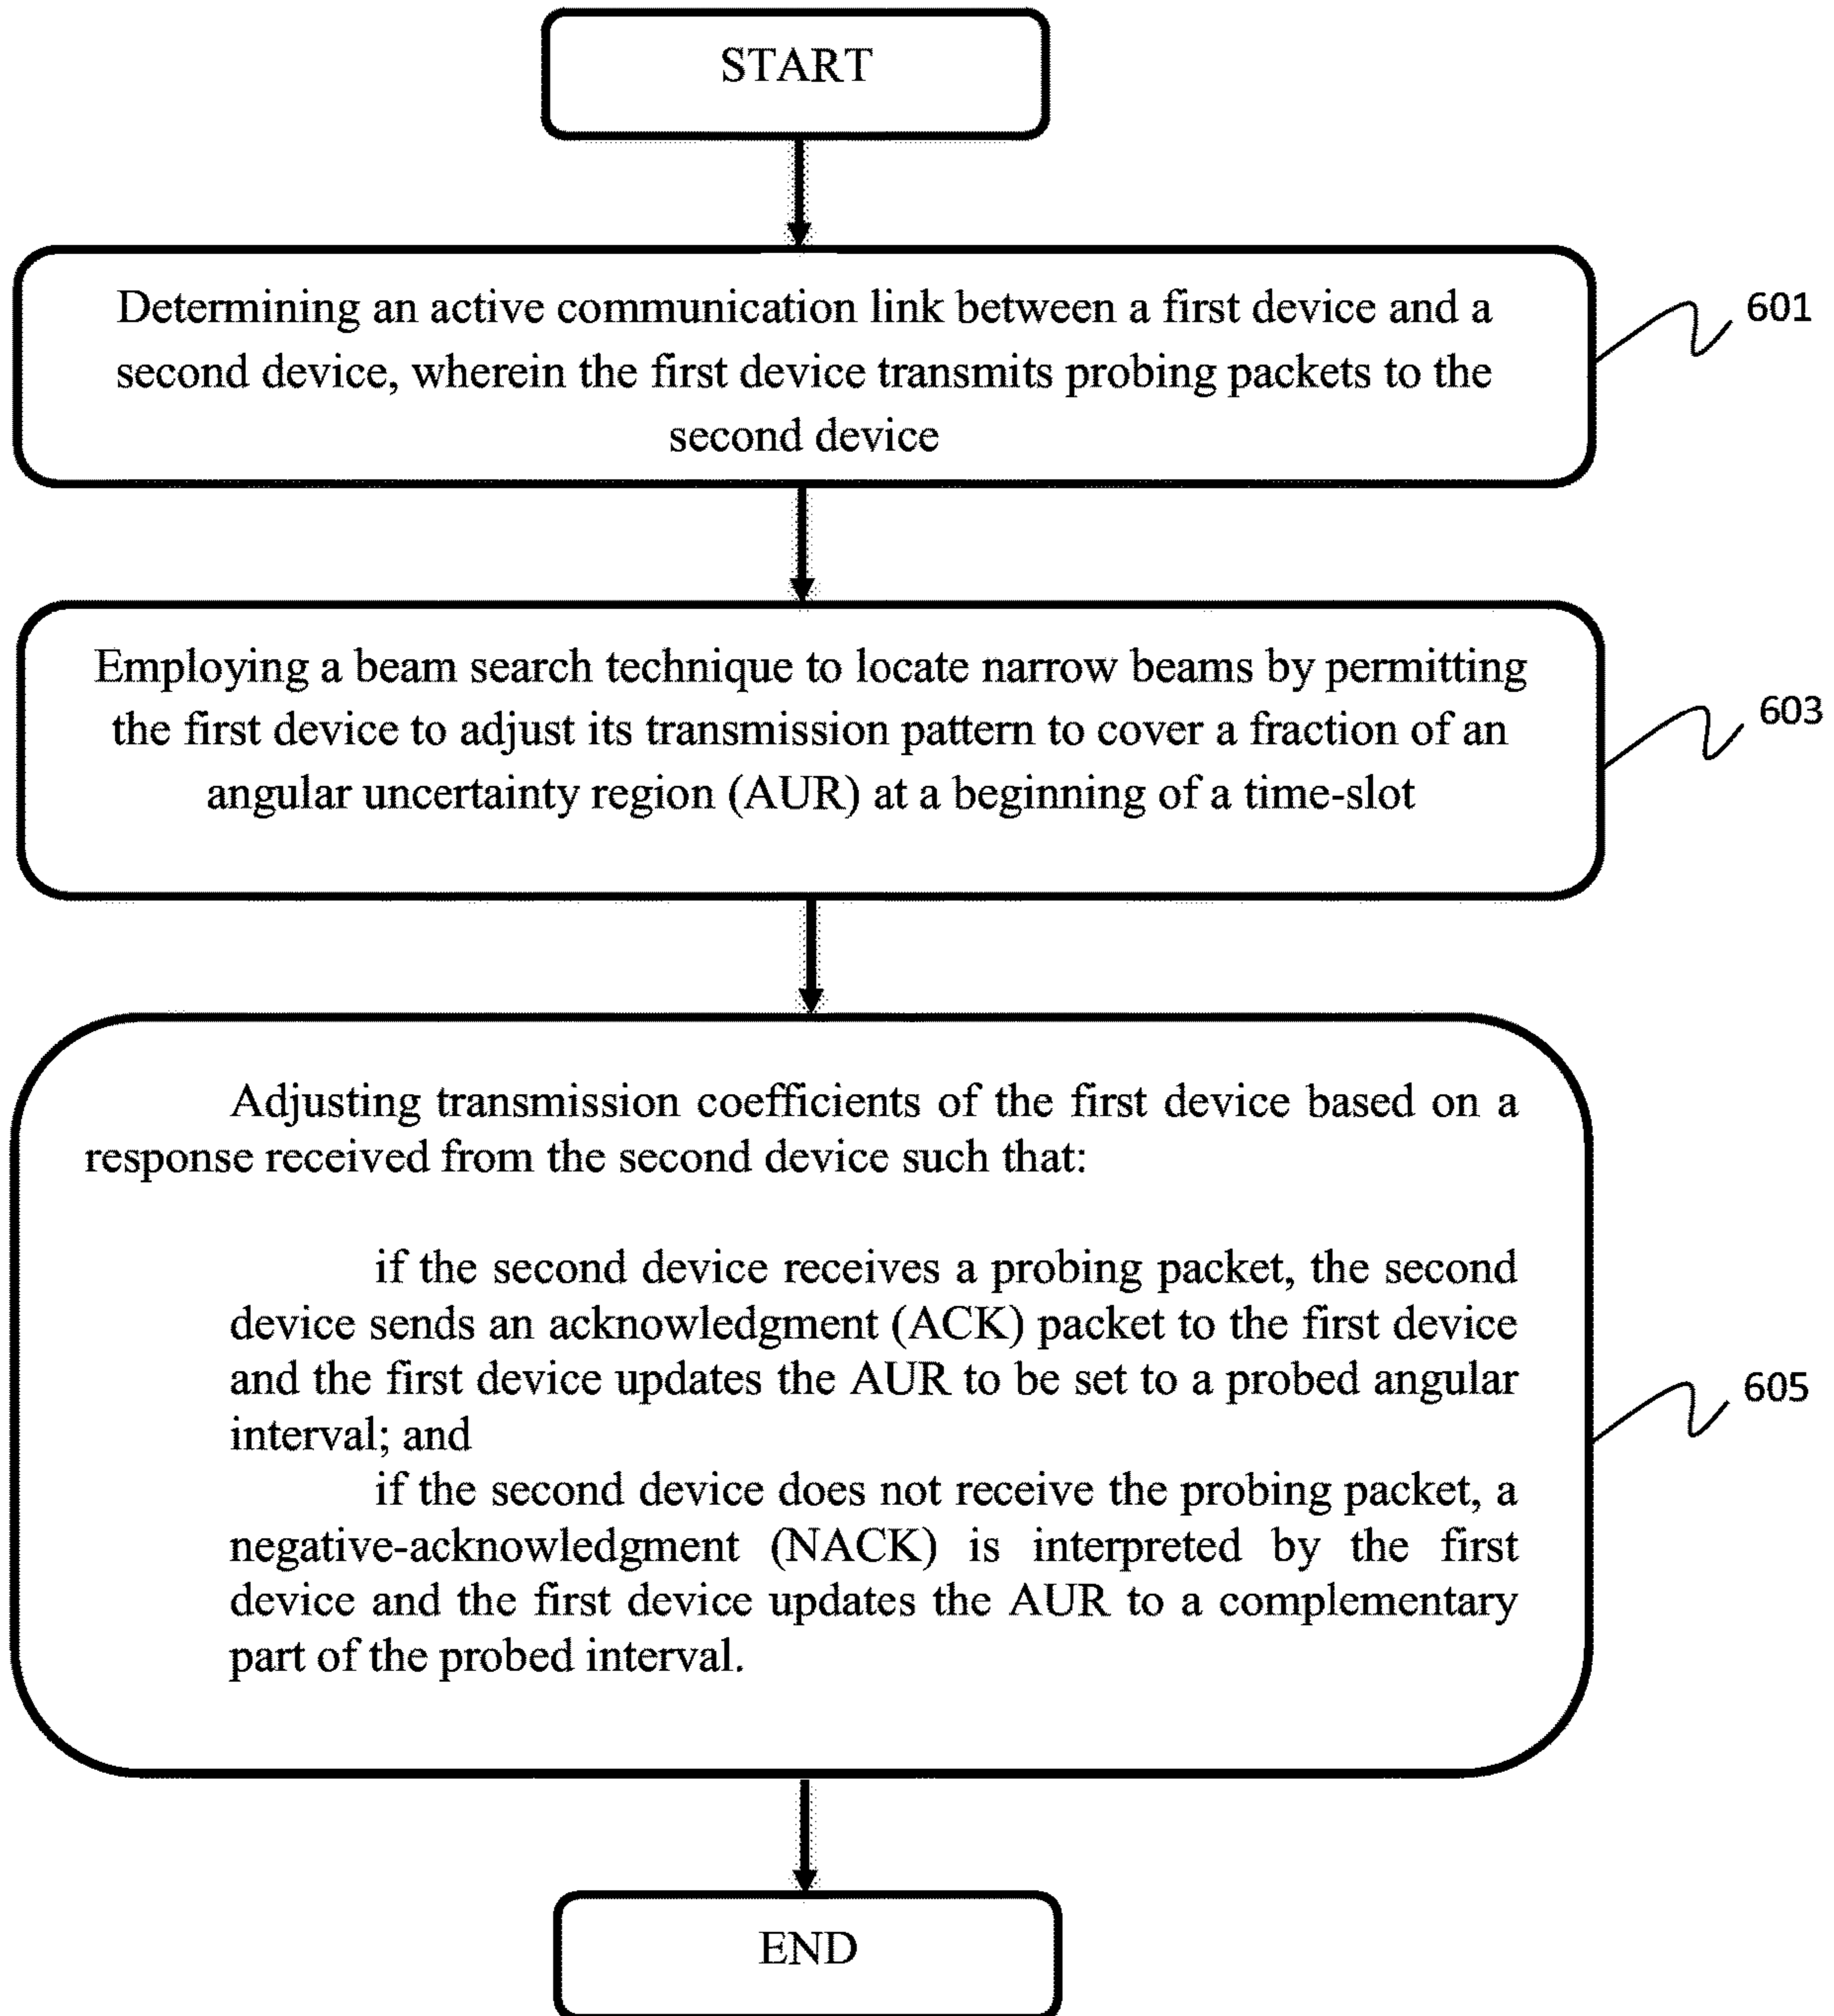 START
Determining an active communication link between a first device and a
second device, wherein the first device transmits probing packets to the
second device
601
Employing a beam search technique to locate narrow beams by permitting
the first device to adjust its transmission pattern to cover a fraction of an
angular uncertainty region (AUR) at a beginning of a time-slot
603
Adjusting transmission coefficients of the first device based on a
response received from the second device such that:
if the second device receives a probing packet, the second
device sends an acknowledgment (ACK) packet to the first device
and the first device updates the AUR to be set to a probed angular
interval; and
if the second device does not receive the probing packet, a
negative-acknowledgment (NACK) is interpreted by the first
device and the first device updates the AUR to a complementary
part of the probed interval.
605
END